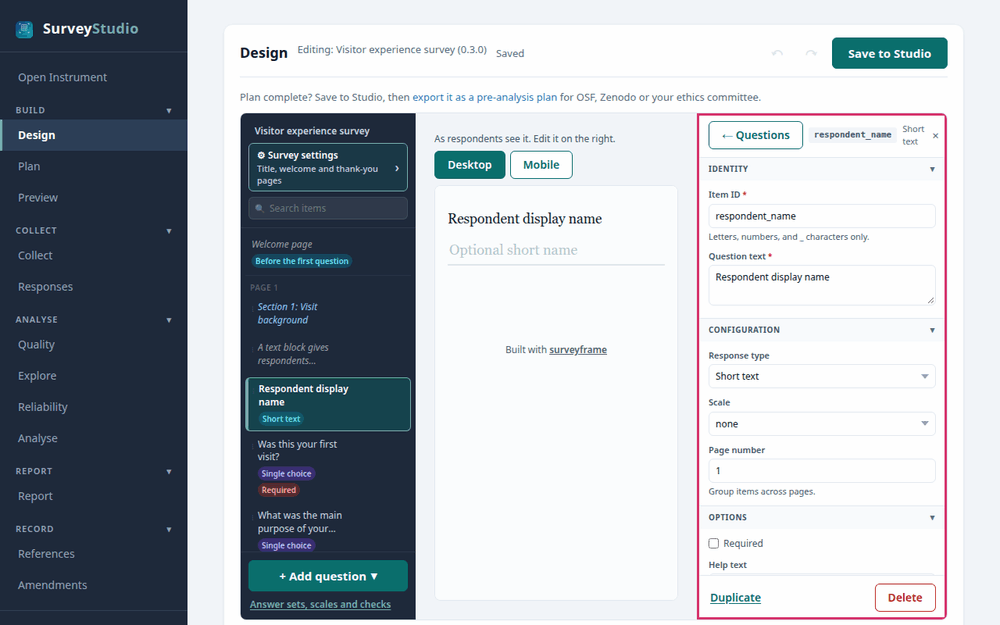 SurveyStudio
Open Instrument
BUILD
Design
Plan
Preview
COLLECT
Collect
Responses
ANALYSE
Quality
Explore
Reliability
Analyse
REPORT
Report
RECORD
References
Amendments
Design
Editing: Visitor experience survey (0.3.0)
Saved
Save to Studio
Plan complete? Save to Studio, then export it as a pre-analysis plan for OSF, Zenodo or your ethics committee.
Visitor experience survey
Survey settings
Title, welcome and thank-you
pages
Search items
Welcome page
Before the first question
PAGE 1
Section 1: Visit
background
A text block gives
respondents...
Respondent display
name
Short text
Was this your first
visit?
Single choice
Required
What was the main
purpose of your...
Single choice
+ Add question ▼
Answer sets, scales and checks
As respondents see it. Edit it on the right.
Desktop
Mobile
Respondent display name
Optional short name
Built with surveyframe
← Questions
respondent_name
Short
text
×
IDENTITY
Item ID *
respondent_name
Letters, numbers, and _ characters only.
Question text *
Respondent display name
CONFIGURATION
Response type
Short text
Scale
none
Page number
1
Group items across pages.
OPTIONS
Required
Help text
Duplicate
Delete